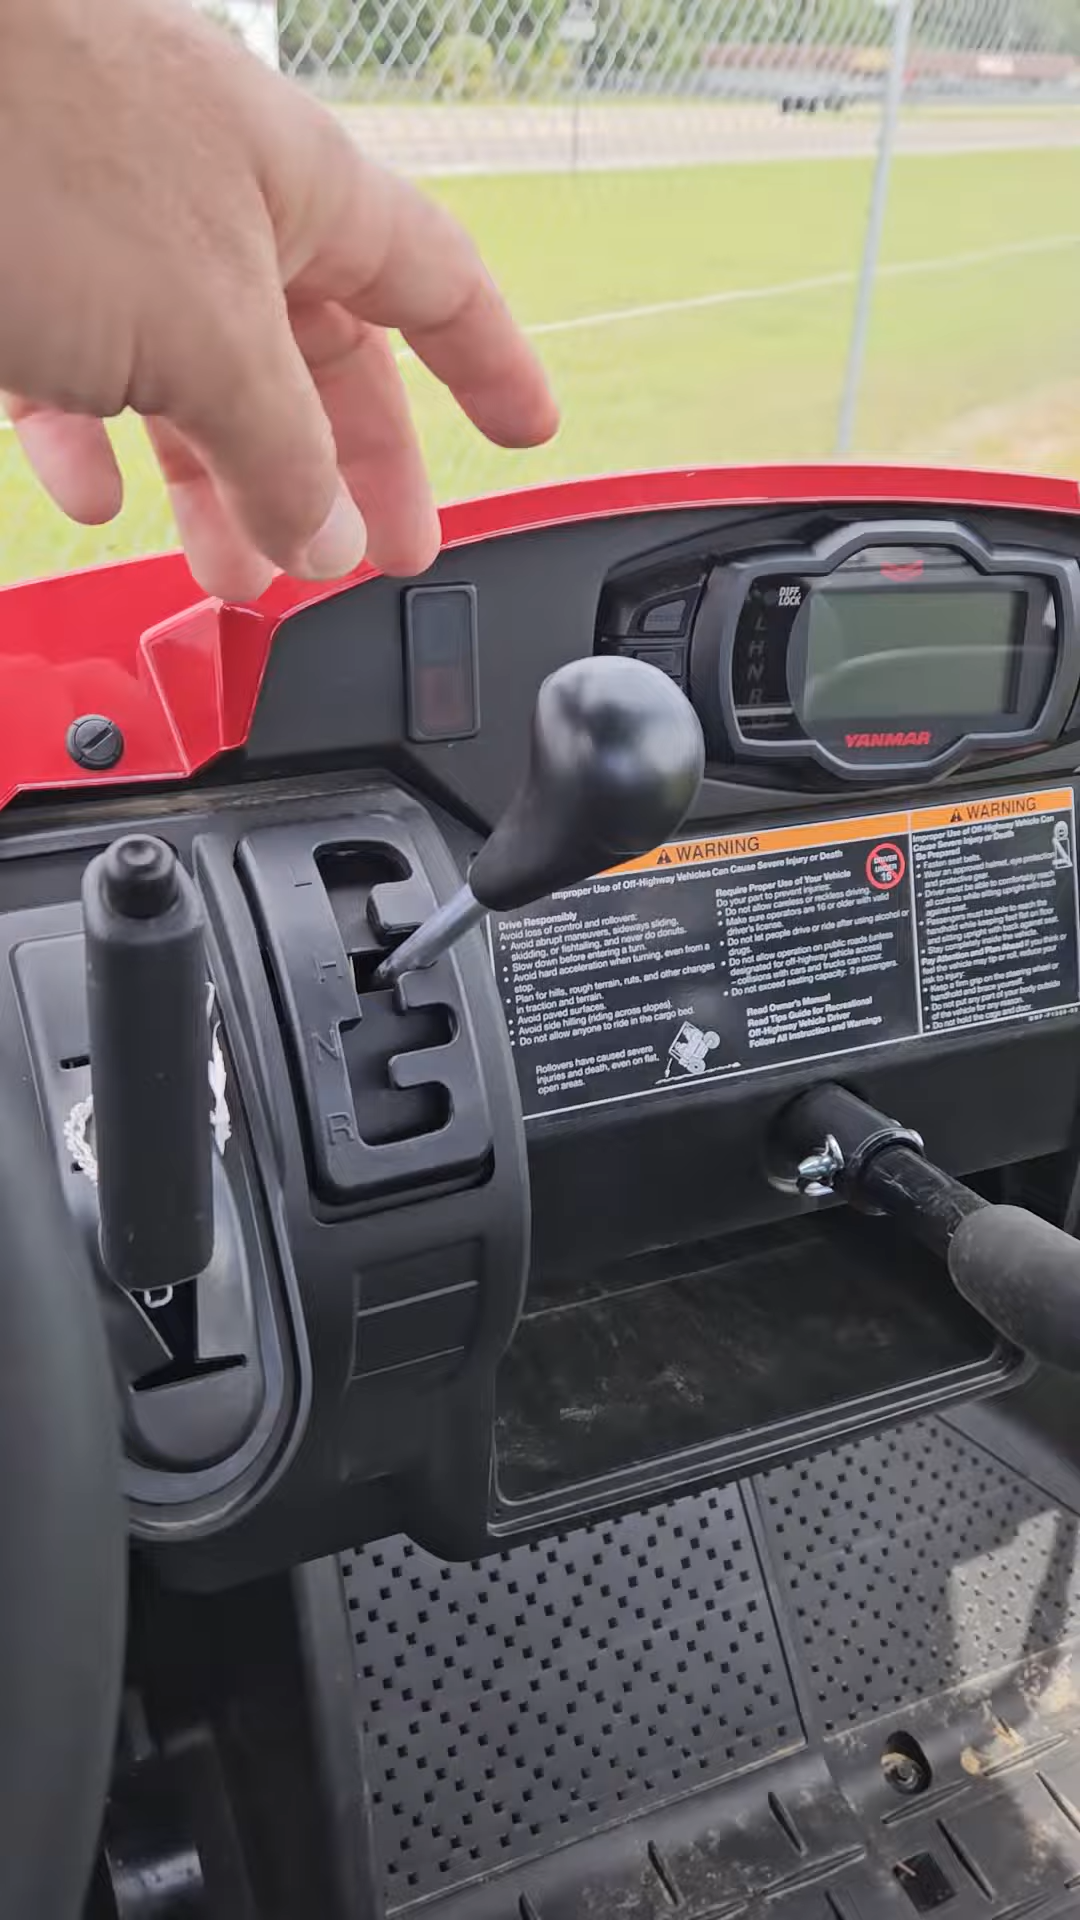 DIFF.
LOCK
L
H
N
R
YANMAR
L
H
N
R
WARNING
Improper Use of Off-Highway Vehicles Can Cause Severe Injury or Death
Drive Responsibly
Avoid loss of control and rollovers:
• Avoid abrupt maneuvers, sideways sliding,
skidding, or fishtailing, and never do donuts.
• Slow down before entering a turn.
• Avoid hard acceleration when turning, even from a
stop.
• Plan for hills, rough terrain, ruts, and other changes
in traction and terrain.
• Avoid paved surfaces.
• Avoid side hilling (riding across slopes).
• Do not allow anyone to ride in the cargo bed.
Rollovers have caused severe
injuries and death, even on flat,
open areas.
Require Proper Use of Your Vehicle
Do your part to prevent injuries:
• Do not allow careless or reckless driving.
• Make sure operators are 16 or older with valid
driver's license.
• Do not let people drive or ride after using alcohol or
drugs.
• Do not allow operation on public roads (unless
designated for off-highway vehicle access)
– collisions with cars and trucks can occur.
• Do not exceed seating capacity: 2 passengers.
Read Owner's Manual
Read Tips Guide for Recreational
Off-Highway Vehicle Driver
Follow All Instruction and Warnings
DRIVER
UNDER
16
WARNING
Improper Use of Off-Highway Vehicle Can
Cause Severe Injury or Death
Be Prepared
• Fasten seat belts.
• Wear an approved helmet, eye protection
and protective gear.
• Driver must be able to comfortably reach
all controls while sitting upright with back
against seat.
• Passengers must be able to reach the
handhold while being feet flat on floor
and sitting upright with back against seat.
• Stay completely inside the vehicle.
Pay Attention and Plan Ahead if you think or
feel the vehicle may tip or roll, reduce your
risk to injury:
• Keep a firm grip on the steering wheel or
handhold and brace yourself.
• Do not put any part of your body outside
of the vehicle for any reason.
• Do not hold the cage and